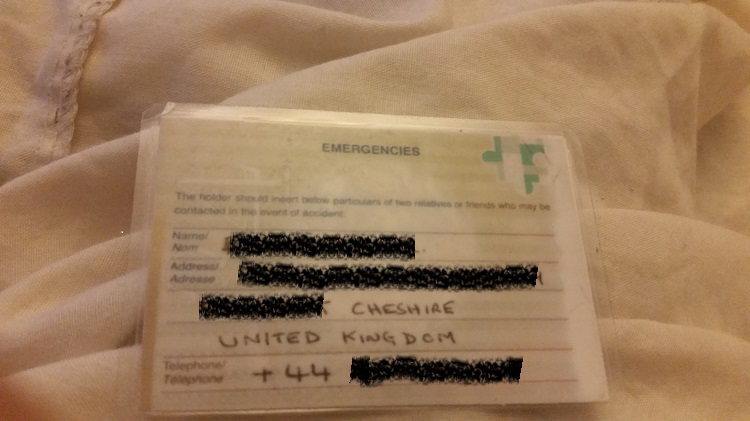 EMERGENCIES
The holder should insert below particulars of two relatives or friends who may be
contacted in the event of accident
Name/
Nom
Address/
Adresse
CHESHIRE
UNITED KINGDOM
Telephone/
Téléphone +44